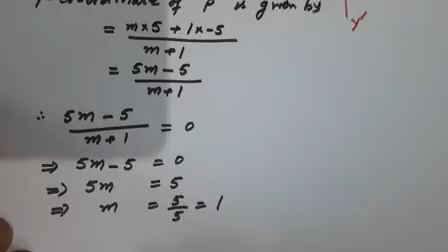 Y-coordinate of P is given by
= m×5 + 1×-5 / m+1
= 5m - 5 / m+1
∴ 5m - 5 / m+1 = 0
⇒ 5m - 5 = 0
⇒ 5m = 5
⇒ m = 5/5 = 1